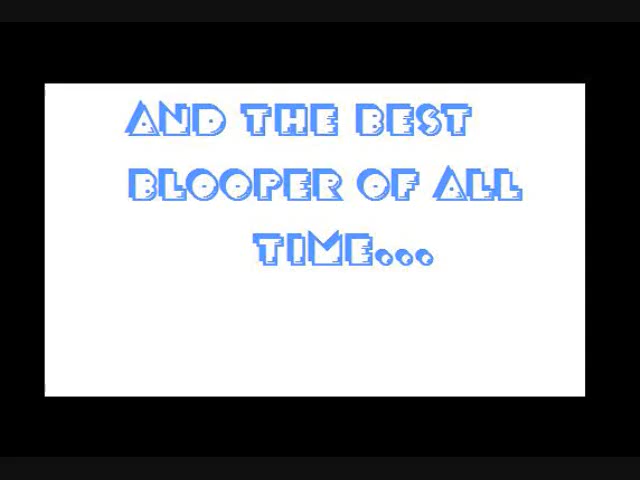 AND THE BEST
BLOOPER OF ALL
TIME...